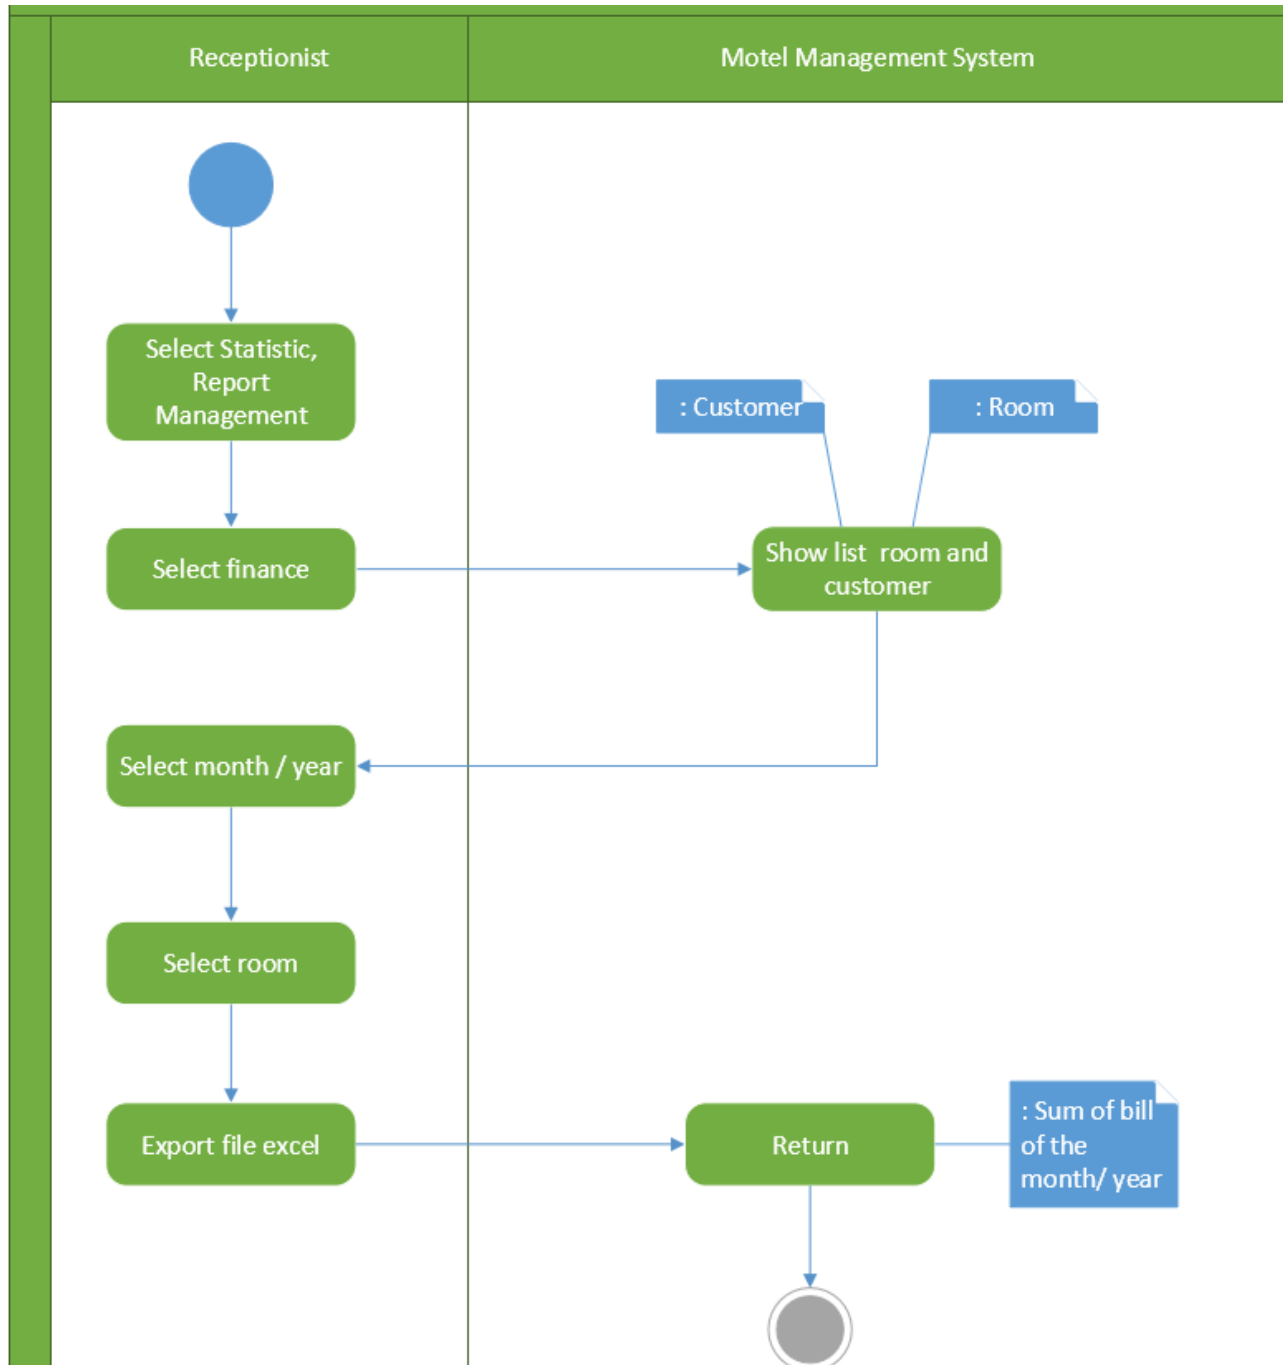 Receptionist
Motel Management System
Select Statistic,
Report
Management
: Customer
: Room
Select finance
Show list room and
customer
Select month / year
Select room
Export file excel
Return
: Sum of bill
of the
month/ year